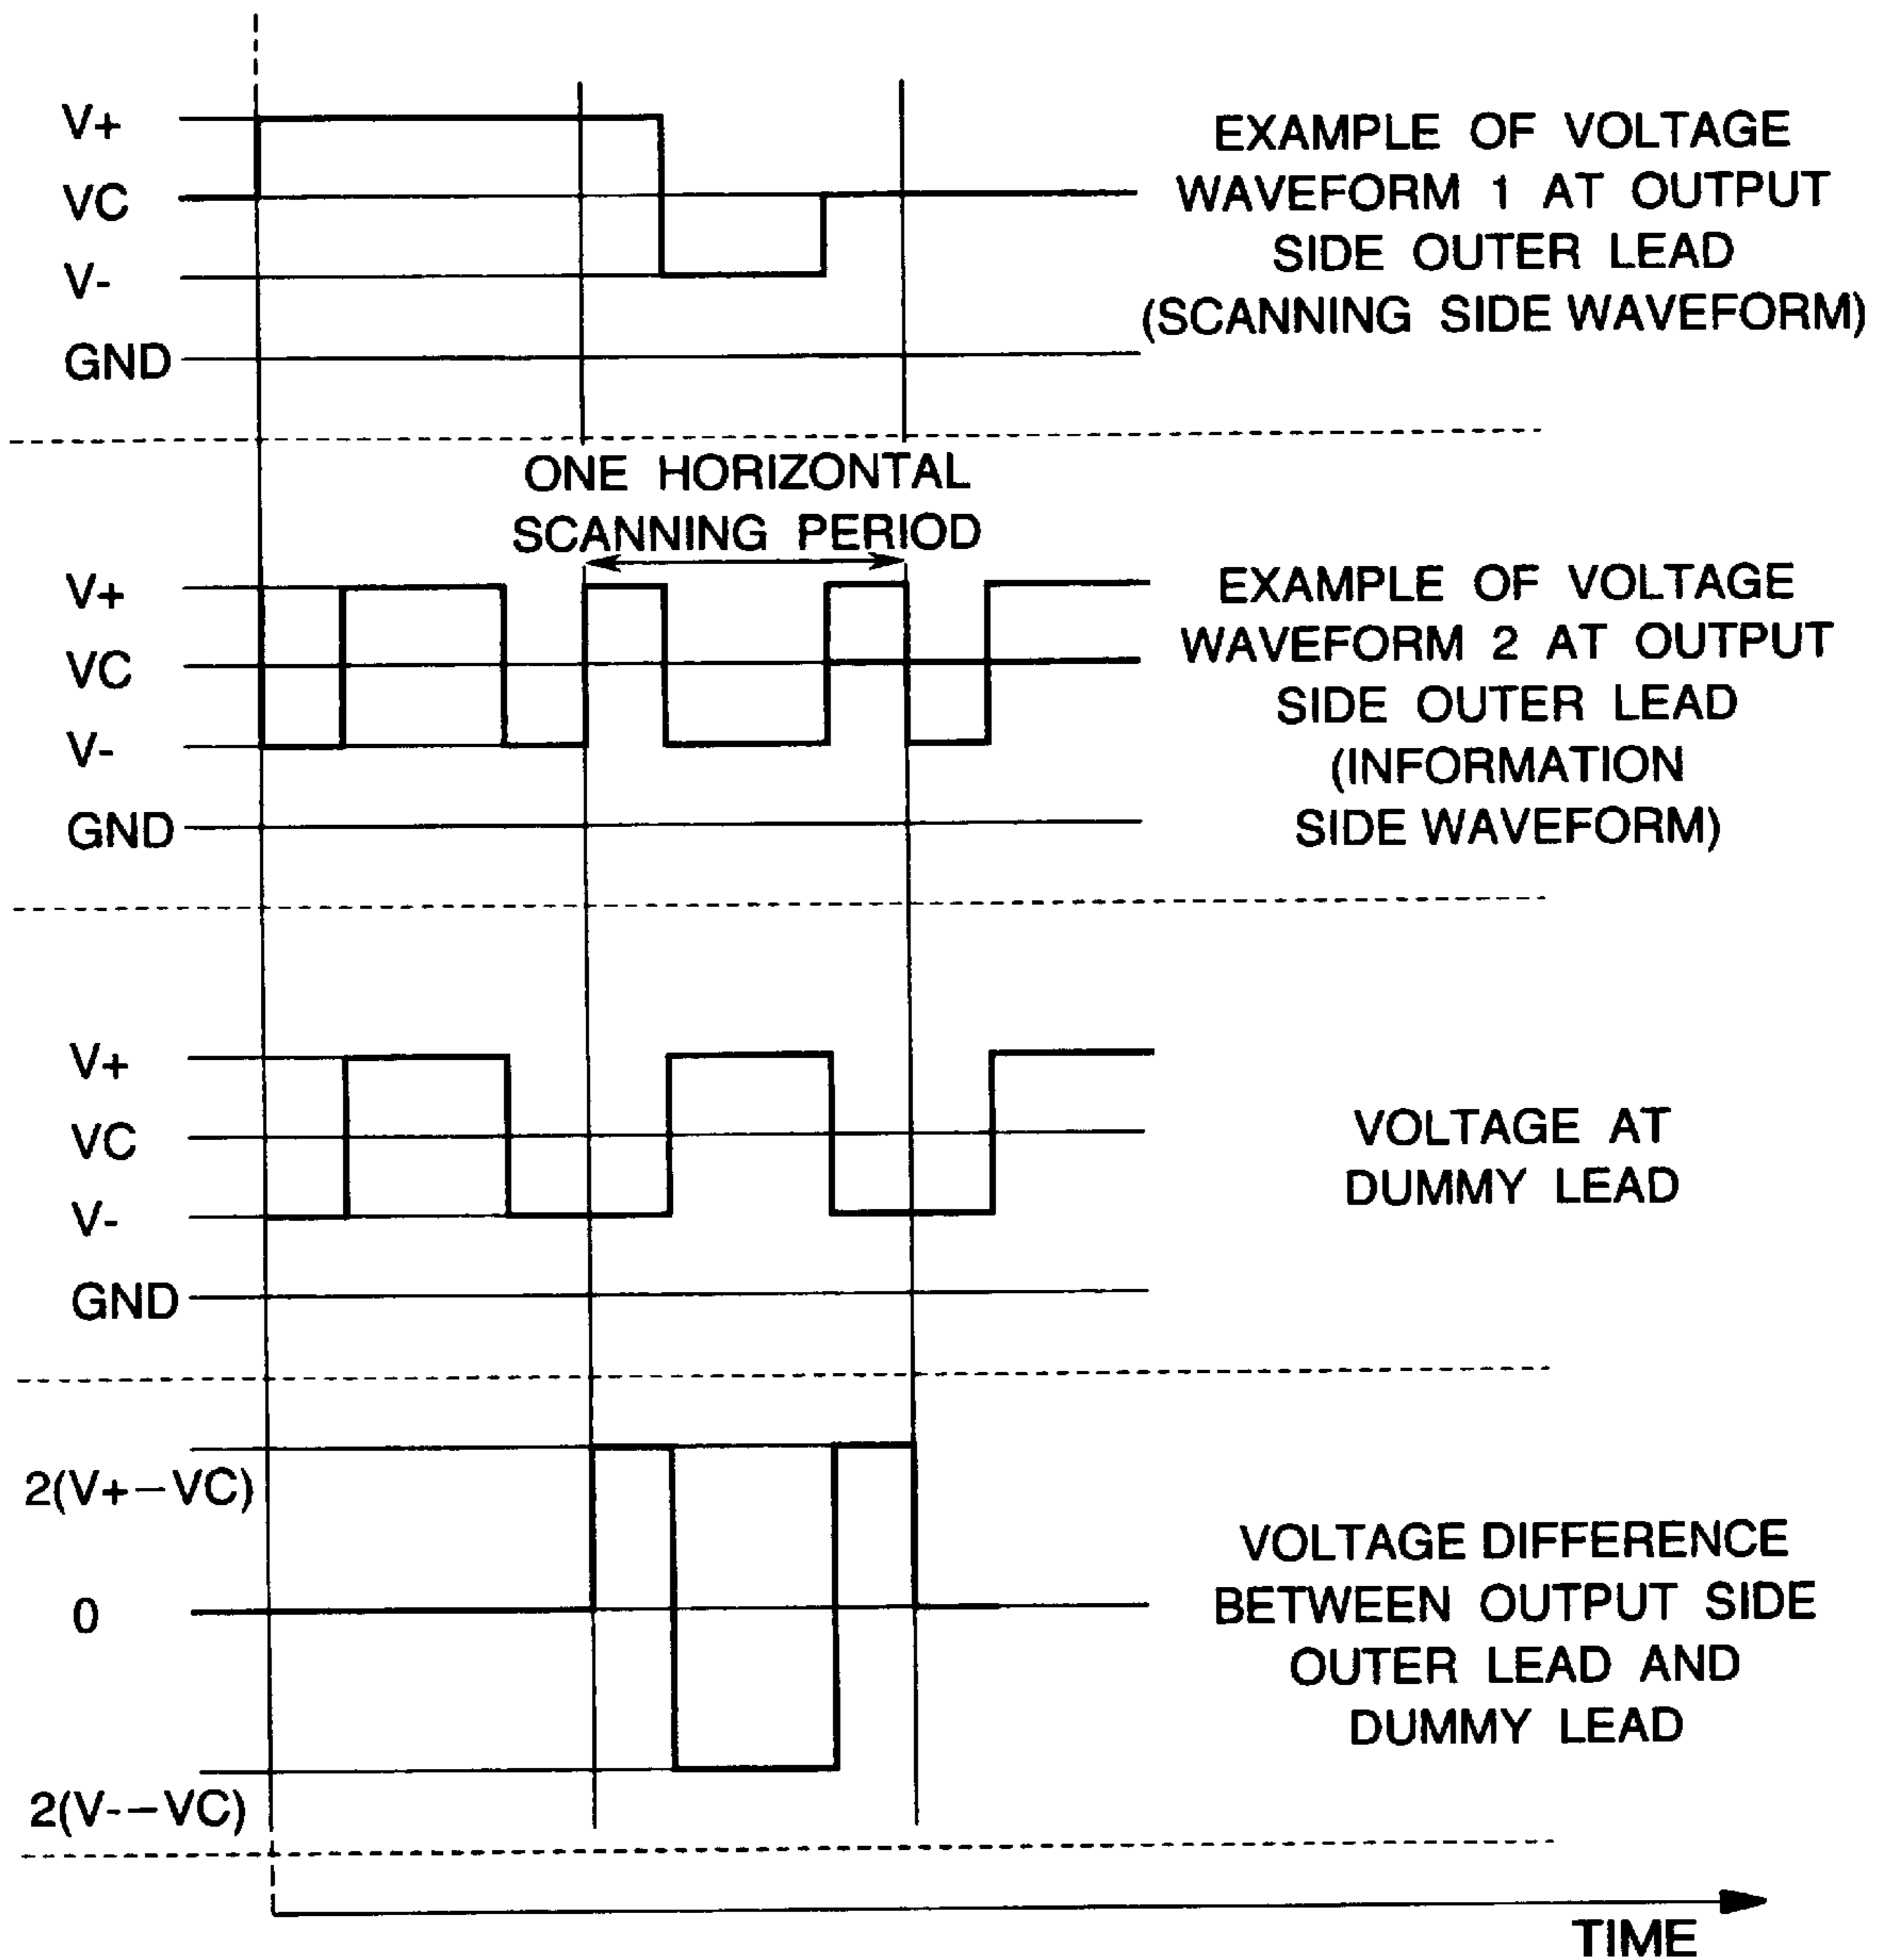 V+
VC
V-
GND
EXAMPLE OF VOLTAGE
WAVEFORM 1 AT OUTPUT
SIDE OUTER LEAD
(SCANNING SIDE WAVEFORM)
ONE HORIZONTAL
SCANNING PERIOD
V+
VC
V-
GND
EXAMPLE OF VOLTAGE
WAVEFORM 2 AT OUTPUT
SIDE OUTER LEAD
(INFORMATION
SIDE WAVEFORM)
V+
VC
V-
GND
VOLTAGE AT
DUMMY LEAD
2(V+−VC)
0
2(V-−VC)
VOLTAGE DIFFERENCE
BETWEEN OUTPUT SIDE
OUTER LEAD AND
DUMMY LEAD
TIME